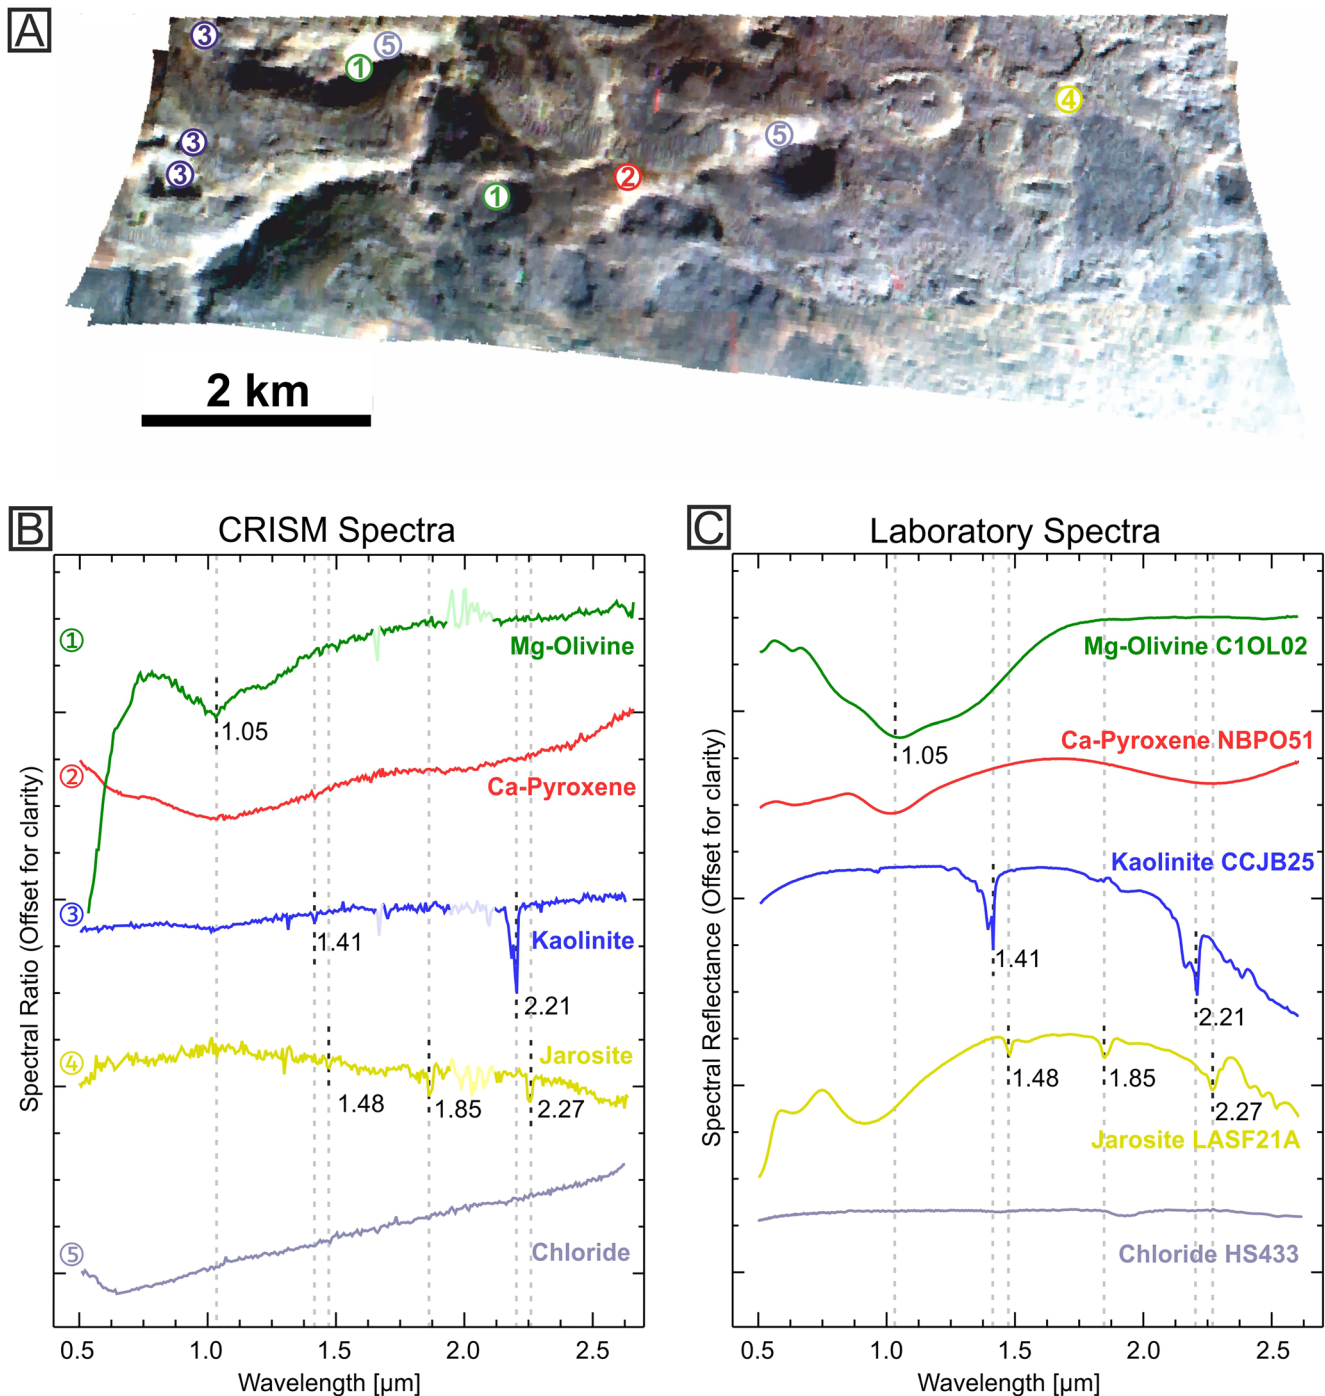 A
3
5
1
4
3
5
3
2
1
2 km
B
CRISM Spectra
C
Laboratory Spectra
Spectral Ratio (Offset for clarity)
1
Mg-Olivine
1.05
2
Ca-Pyroxene
3
1.41
Kaolinite
2.21
4
Jarosite
1.48
1.85
2.27
5
Chloride
0.5
1.0
1.5
2.0
2.5
Wavelength [µm]
Spectral Reflectance (Offset for clarity)
Mg-Olivine C1OL02
1.05
Ca-Pyroxene NBPO51
Kaolinite CCJB25
1.41
2.21
1.48
1.85
2.27
Jarosite LASF21A
Chloride HS433
0.5
1.0
1.5
2.0
2.5
Wavelength [µm]